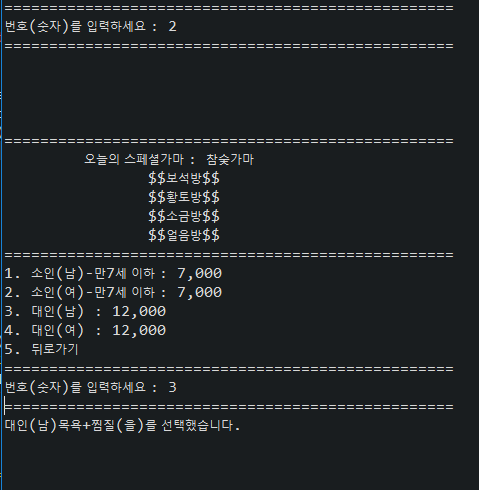 ==================================================
번호(숫자)를 입력하세요 : 2
==================================================
==================================================
오늘의 스페셜가마 : 참숯가마
$$보석방$$
$$황토방$$
$$소금방$$
$$얼음방$$
==================================================
1. 소인(남)-만7세 이하 : 7,000
2. 소인(여)-만7세 이하 : 7,000
3. 대인(남) : 12,000
4. 대인(여) : 12,000
5. 뒤로가기
==================================================
번호(숫자)를 입력하세요 : 3
==================================================
대인(남)목욕+찜질(을)를 선택했습니다.